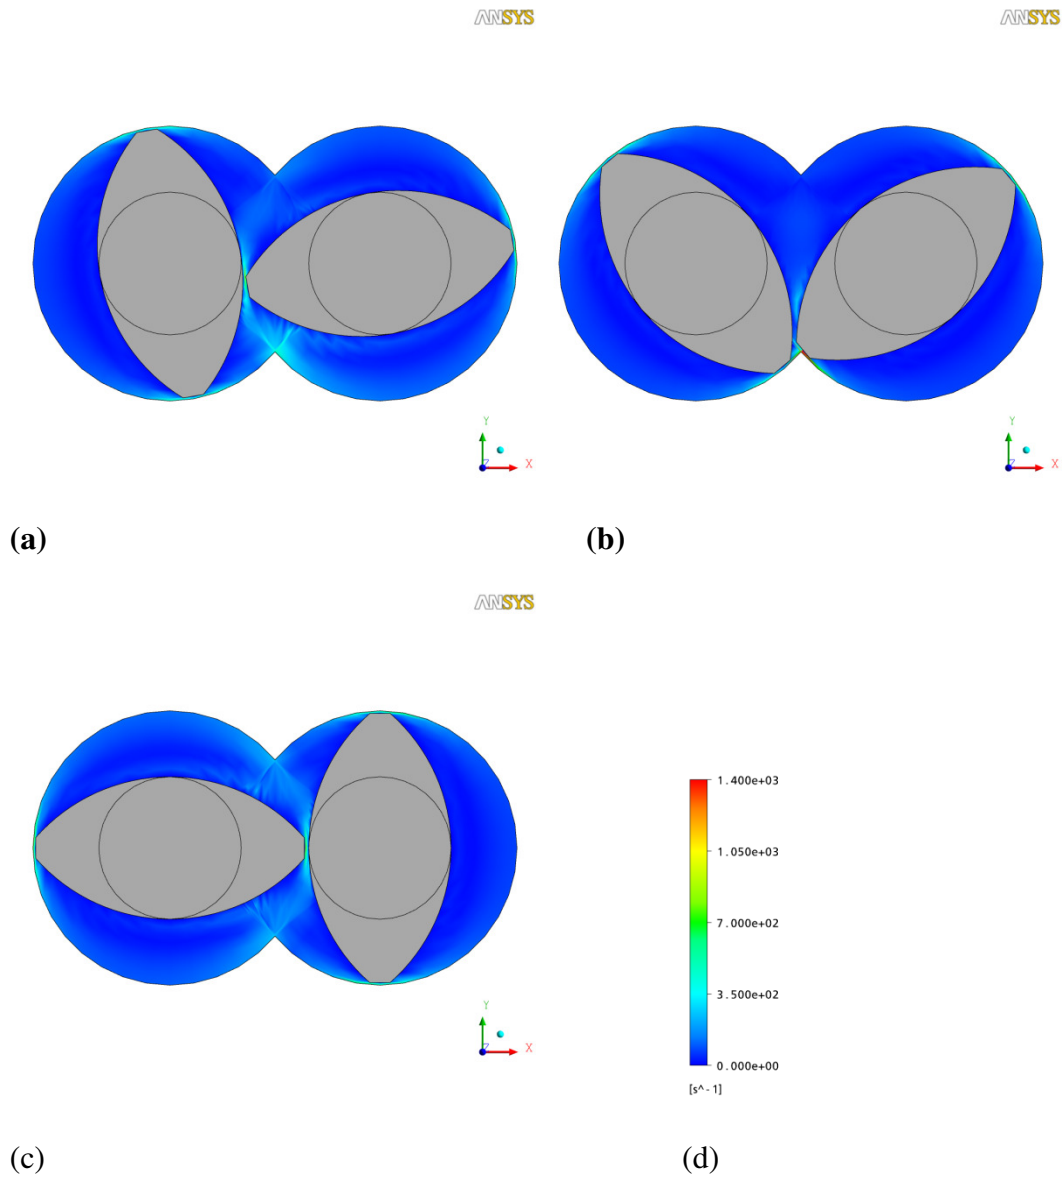 ANSYS
ANSYS
Y
Z
X
Y
Z
X
(a)
(b)
ANSYS
Y
Z
X
1.400e+03
1.050e+03
7.000e+02
3.500e+02
0.000e+00
[s^-1]
(c)
(d)